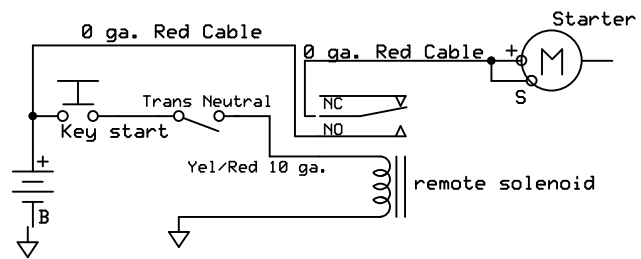 Starter
0 ga. Red Cable
0 ga. Red Cable
+
M
S
Trans Neutral
NC
Key start
NO
Yel/Red 10 ga.
+
remote solenoid
B